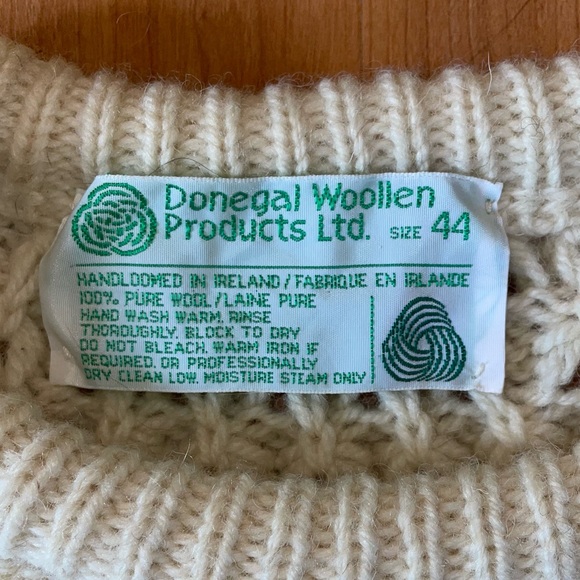 Donegal Woollen
Products Ltd. SIZE 44
HANDLOOMED IN IRELAND / FABRIQUE EN IRLANDE
100% PURE WOOL / LAINE PURE
HAND WASH WARM. RINSE
THOROUGHLY. BLOCK TO DRY
DO NOT BLEACH. WARM IRON IF
REQUIRED. OR PROFESSIONALLY
DRY CLEAN LOW. MOISTURE STEAM ONLY